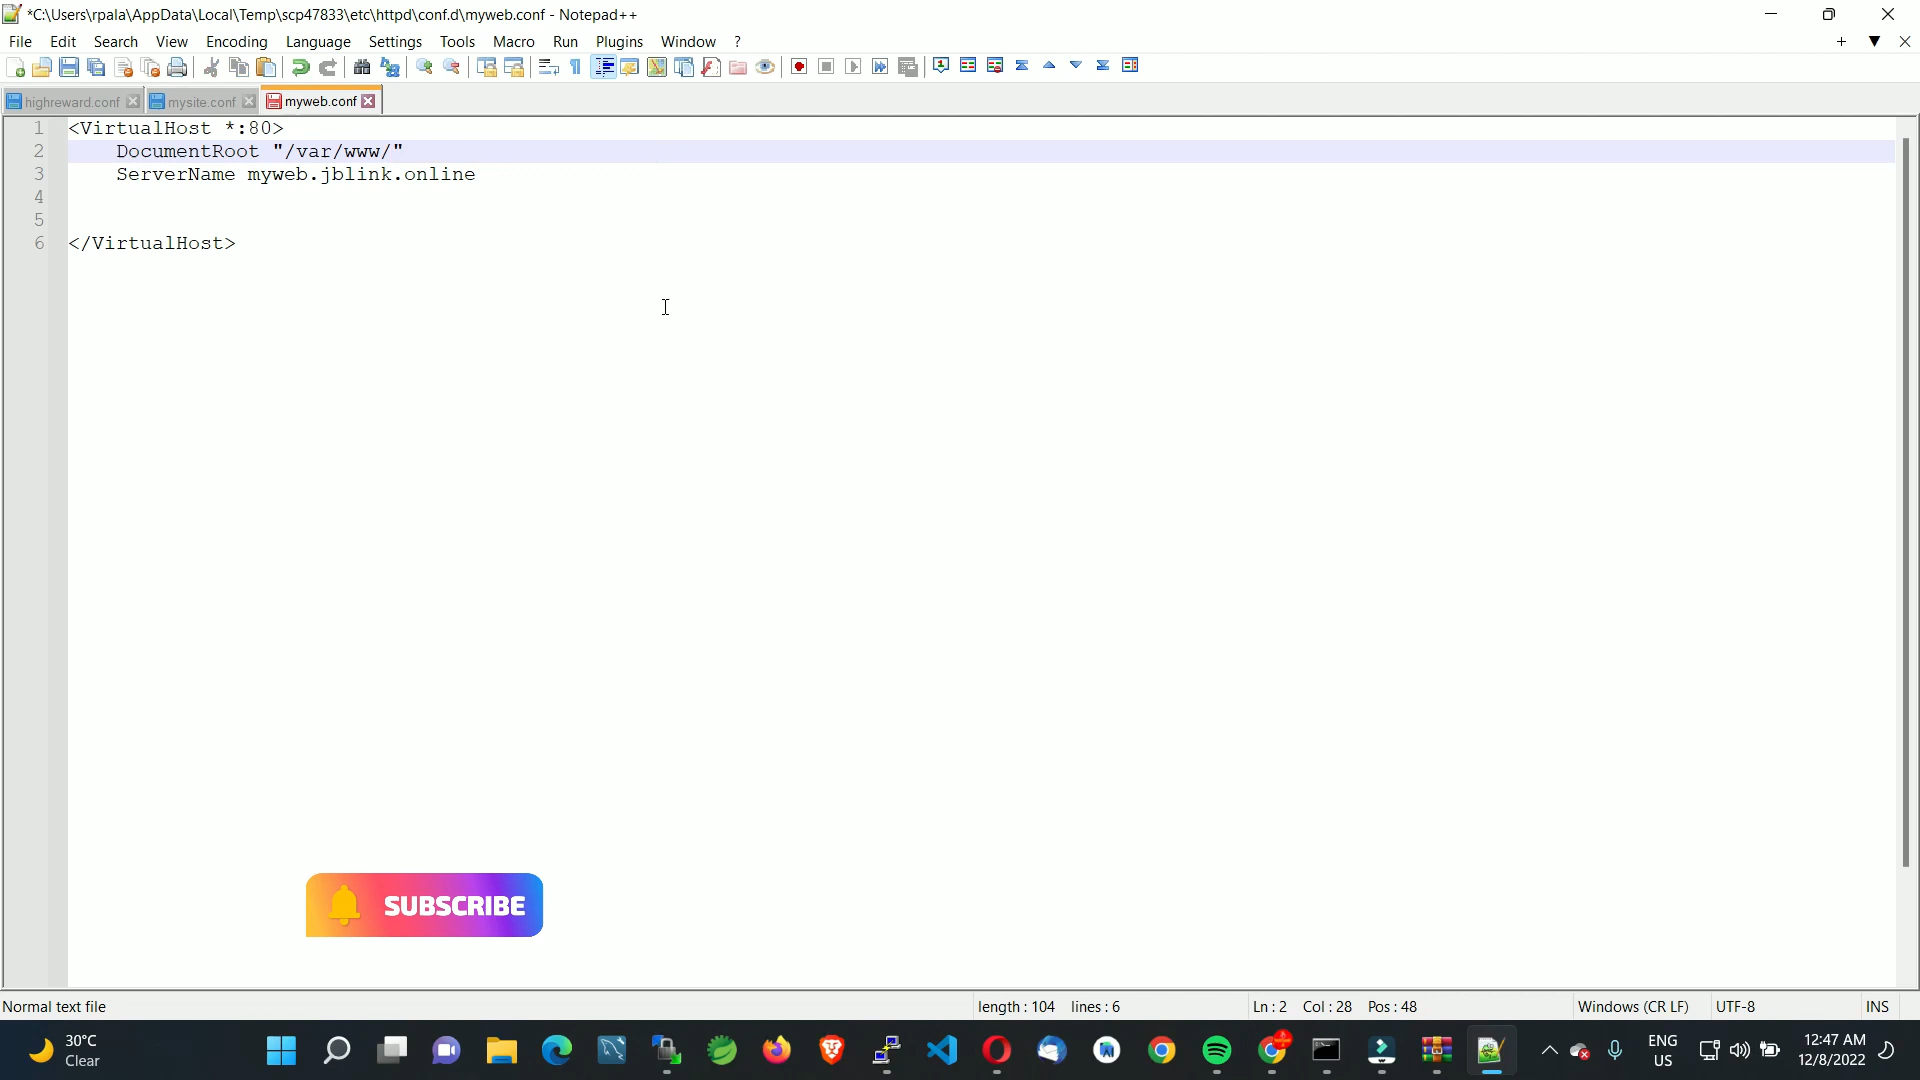 *C:\Users\rpala\AppData\Local\Temp\scp47833\etc\httpd\conf.d\myweb.conf - Notepad++
File Edit Search View Encoding Language Settings Tools Macro Run Plugins Window ?
highreward.conf mysite.conf myweb.conf
1 <VirtualHost *:80>
2 DocumentRoot "/var/www/"
3 ServerName myweb.jblink.online
4
5
6 </VirtualHost>
SUBSCRIBE
Normal text file length : 104 lines : 6 Ln : 2 Col : 28 Pos : 48 Windows (CR LF) UTF-8 INS
30°C
Clear
ENG
US
12:47 AM
12/8/2022